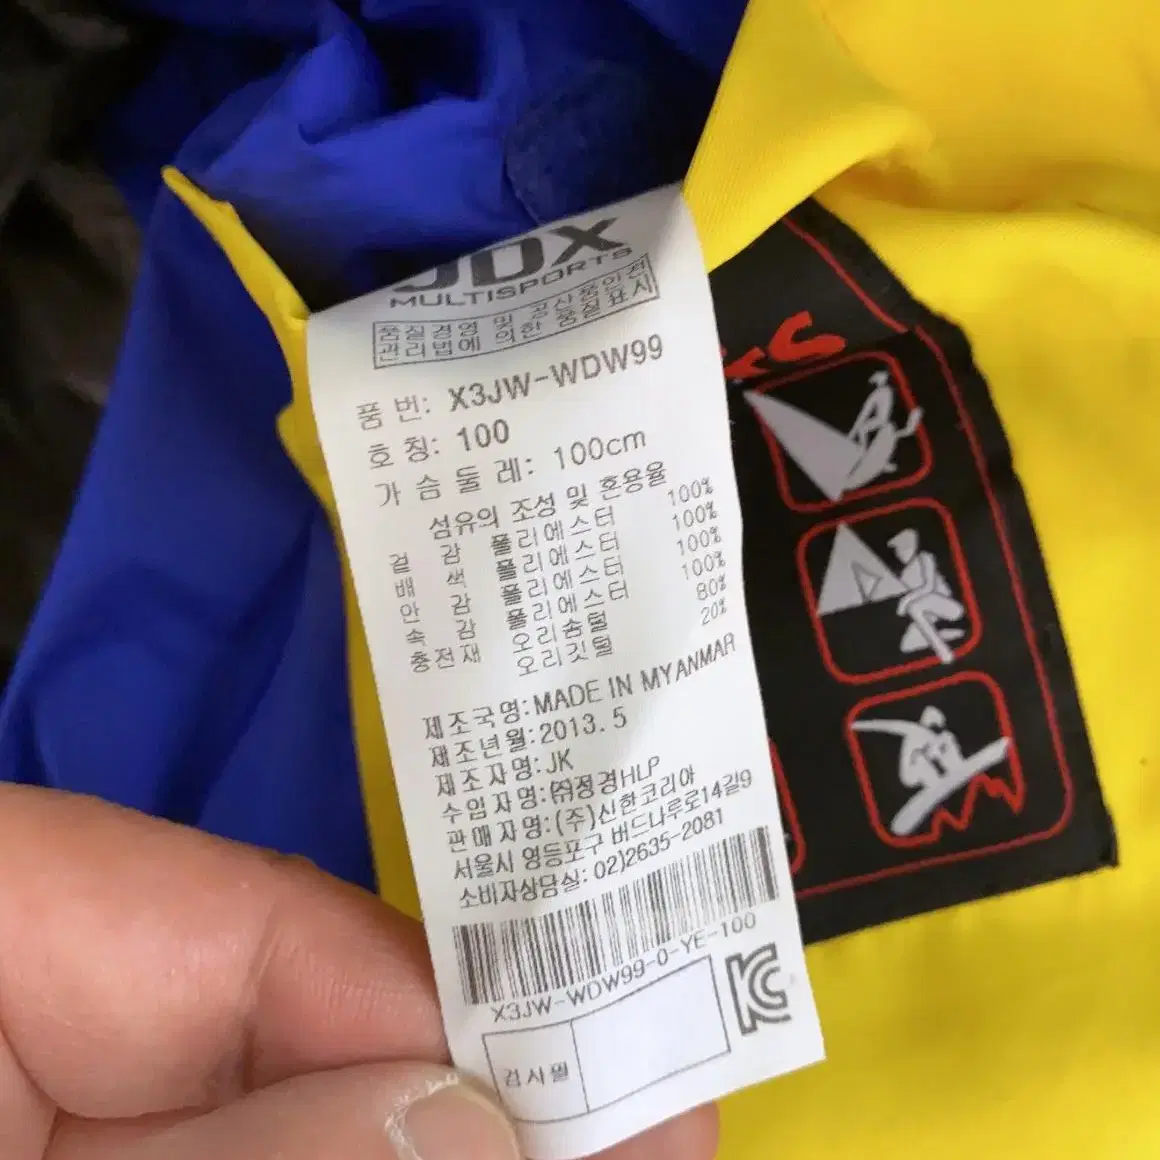 JDX
MULTISPORTS
품질경영 및 공산품안전
관리법에 의한 품질표시
품 번: X3JW-WDW99
호 칭: 100
가 슴 둘 레: 100cm
섬유의 조성 및 혼용율
겉 감 폴리에스터 100%
배 색 폴리에스터 100%
안 감 폴리에스터 100%
속 감 폴리에스터 100%
충전재 오리솜털 80%
오리깃털 20%
제조국명:MADE IN MYANMAR
제조년월:2013.5
제조자명:JK
수입자명:㈜정경HLP
판매자명:(주)신한코리아
서울시 영등포구 버드나루로14길9
소비자상담실: 02)2635-2081
X3JW-WDW99-0-YE-100
검사필